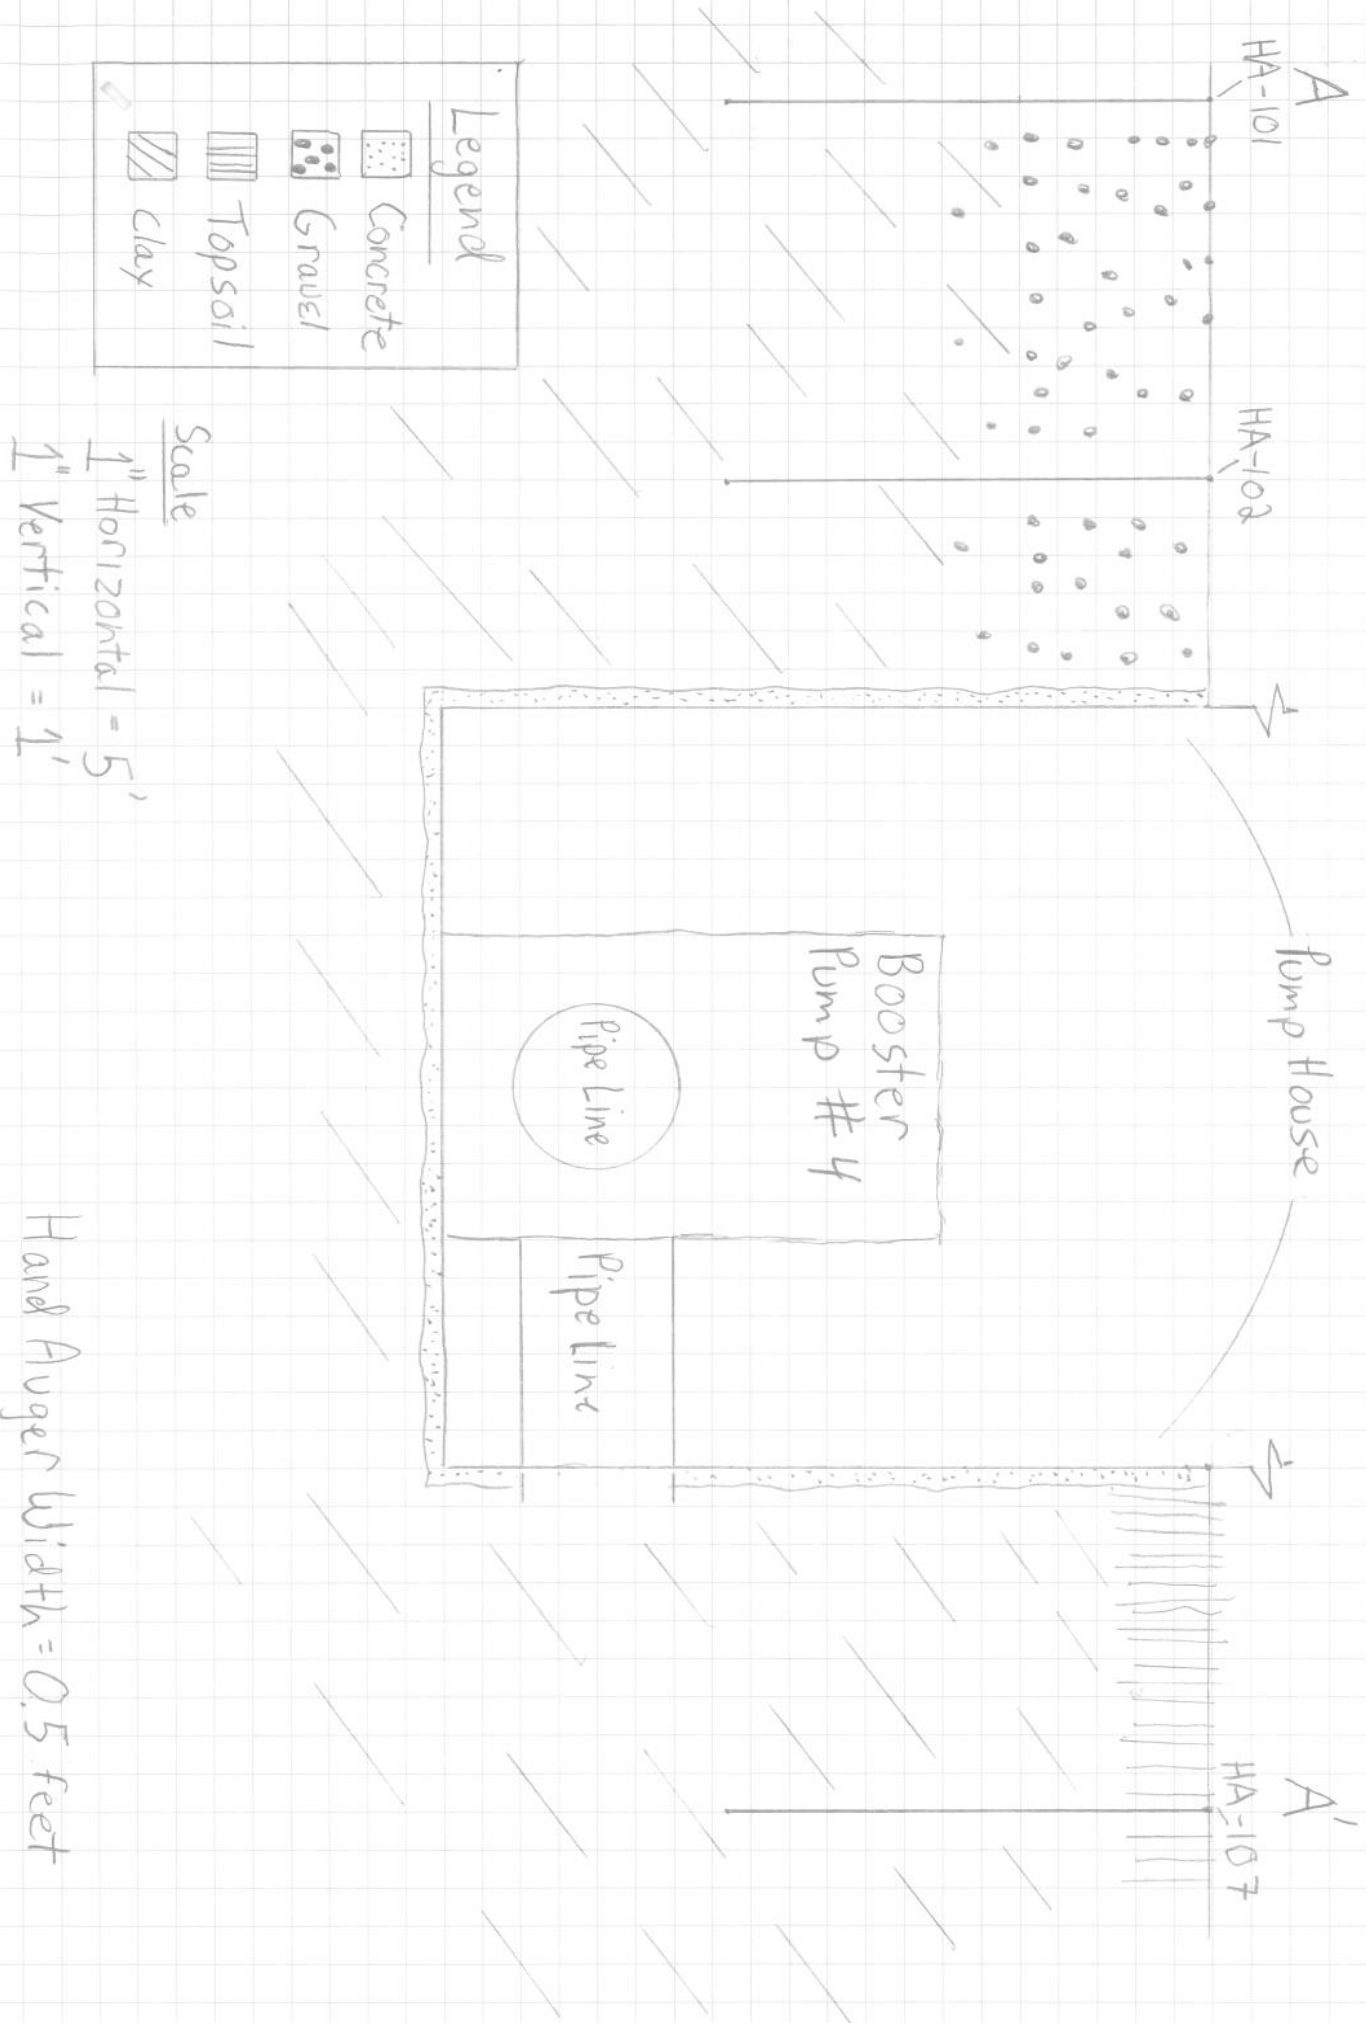 A
A'
HA-101
HA-102
HA-107
Pump House
Booster
Pump #4
Pipe Line
Pipe Line
Legend
Concrete
Gravel
Topsoil
Clay
Scale
1" Horizontal = 5'
1" Vertical = 1'
Hand Auger Width = 0.5 feet